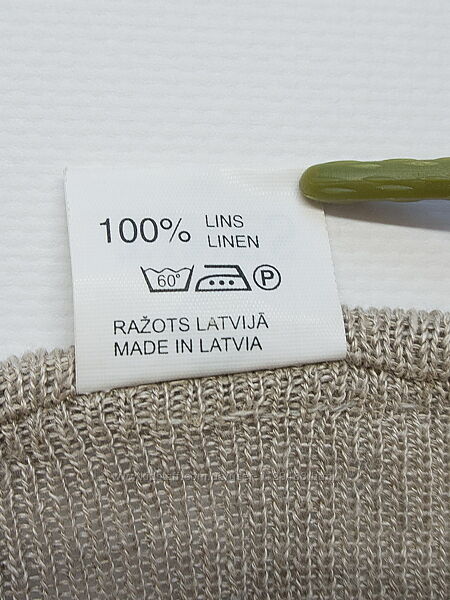 100% LINS
LINEN
60° P
RAŽOTS LATVIJĀ
MADE IN LATVIA